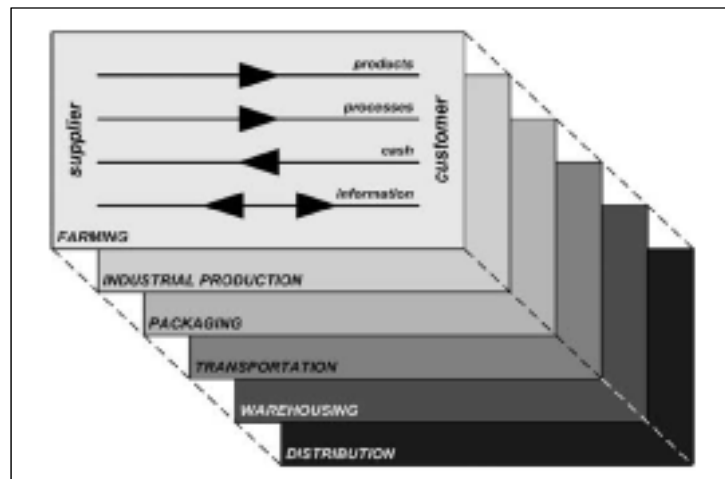 products
processes
cash
information
supplier
customer
FARMING
INDUSTRIAL PRODUCTION
PACKAGING
TRANSPORTATION
WAREHOUSING
DISTRIBUTION